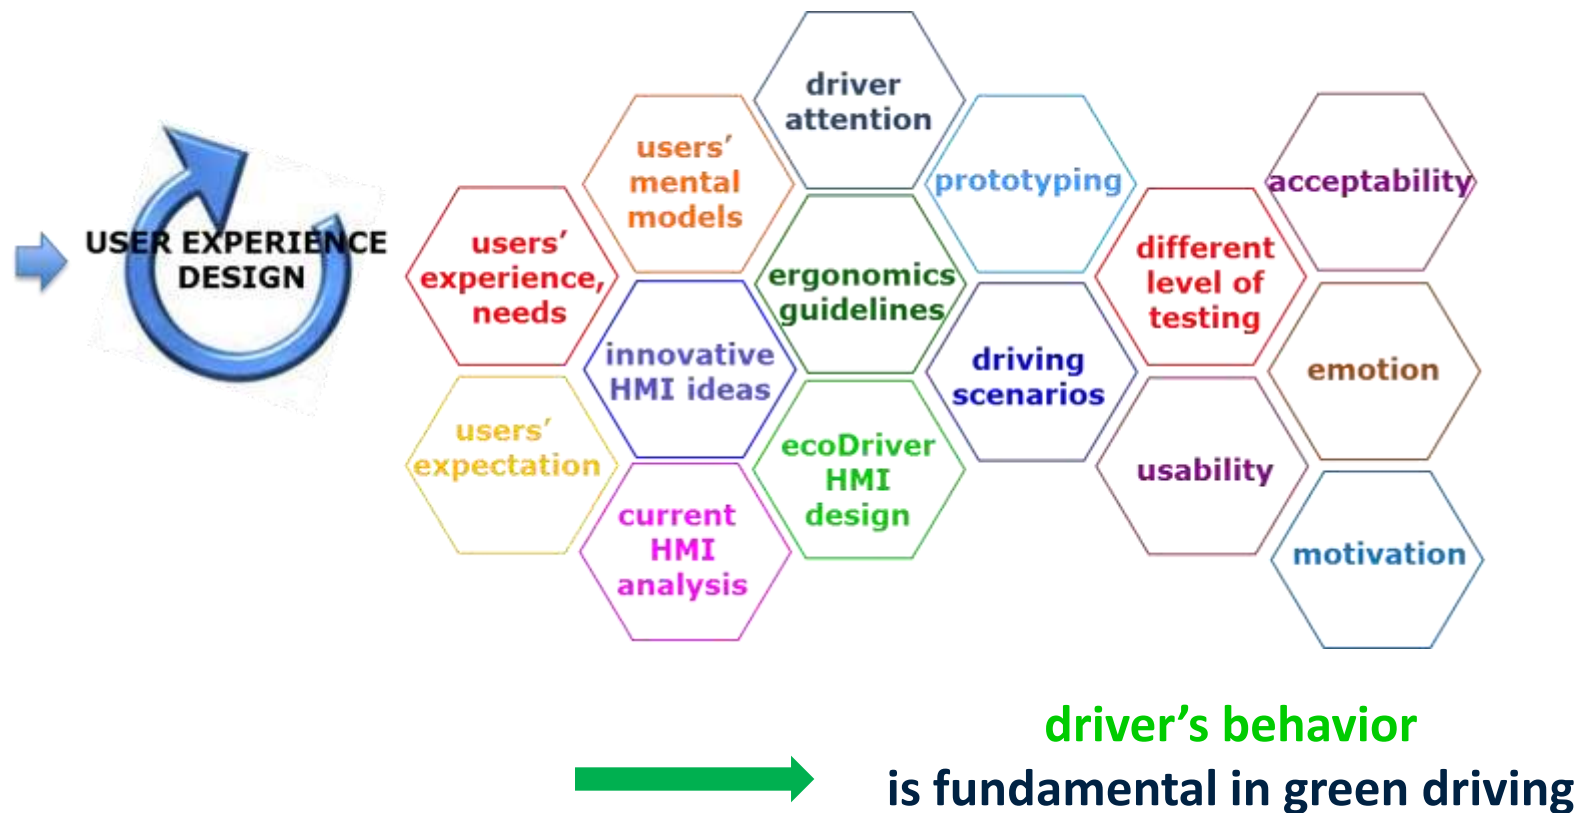 USER EXPERIENCE
DESIGN
users’
experience,
needs
users’
expectation
users’
mental
models
innovative
HMI ideas
current
HMI
analysis
driver
attention
ergonomics
guidelines
ecoDriver
HMI
design
prototyping
driving
scenarios
different
level of
testing
usability
acceptability
emotion
motivation
driver’s behavior
is fundamental in green driving